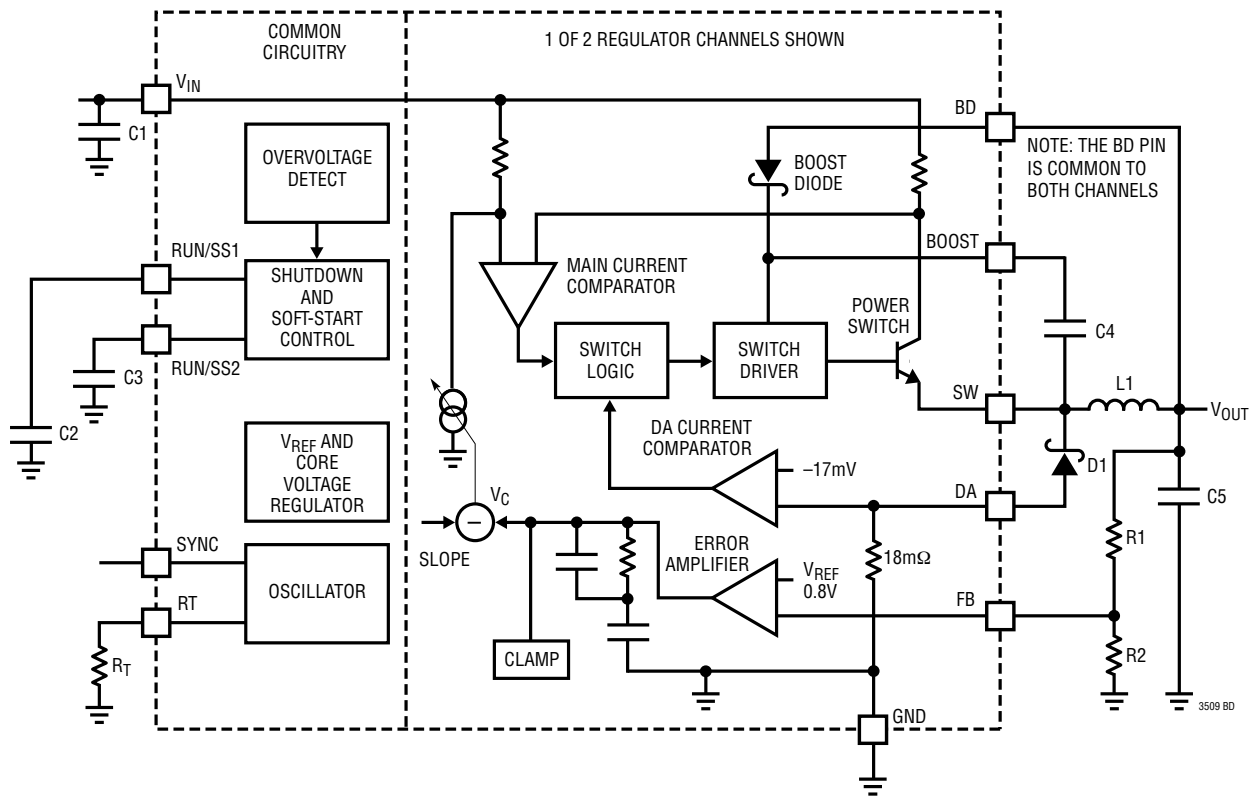 COMMON
CIRCUITRY
1 OF 2 REGULATOR CHANNELS SHOWN
VIN
C1
OVERVOLTAGE
DETECT
BD
NOTE: THE BD PIN
IS COMMON TO
BOTH CHANNELS
BOOST
DIODE
RUN/SS1
SHUTDOWN
AND
SOFT-START
CONTROL
RUN/SS2
C3
C2
MAIN CURRENT
COMPARATOR
BOOST
POWER
SWITCH
C4
SWITCH
LOGIC
SWITCH
DRIVER
SW
L1
VOUT
DA CURRENT
COMPARATOR
–17mV
DA
D1
C5
VREF AND
CORE
VOLTAGE
REGULATOR
VC
–
SLOPE
ERROR
AMPLIFIER
VREF
0.8V
18mΩ
R1
FB
R2
SYNC
OSCILLATOR
RT
RT
CLAMP
GND
3509 BD